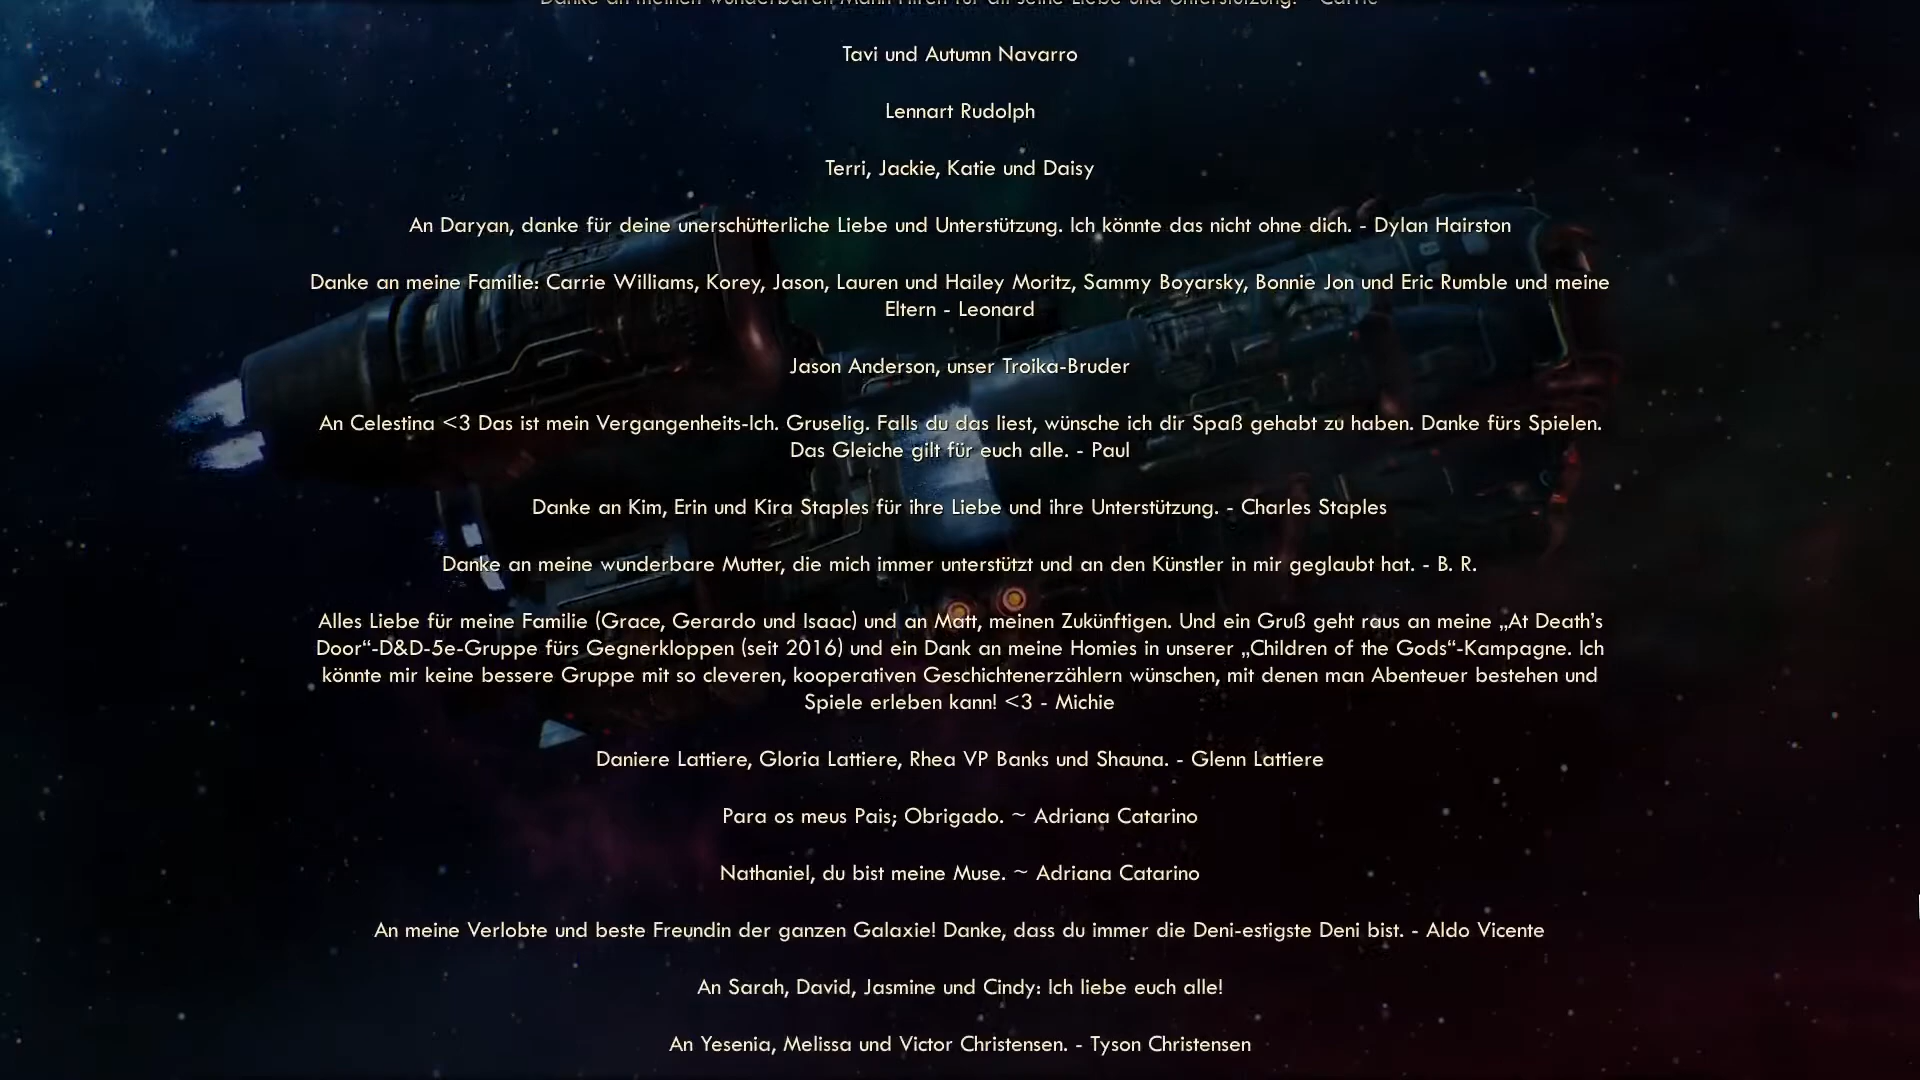 Danke an meinen wunderbaren Mann Hiren für all seine Liebe und Unterstützung. - Carrie
Tavi und Autumn Navarro
Lennart Rudolph
Terri, Jackie, Katie und Daisy
An Daryan, danke für deine unerschütterliche Liebe und Unterstützung. Ich könnte das nicht ohne dich. - Dylan Hairston
Danke an meine Familie: Carrie Williams, Korey, Jason, Lauren und Hailey Moritz, Sammy Boyarsky, Bonnie Jon und Eric Rumble und meine
Eltern - Leonard
Jason Anderson, unser Troika-Bruder
An Celestina <3 Das ist mein Vergangenheits-Ich. Gruselig. Falls du das liest, wünsche ich dir Spaß gehabt zu haben. Danke fürs Spielen.
Das Gleiche gilt für euch alle. - Paul
Danke an Kim, Erin und Kira Staples für ihre Liebe und ihre Unterstützung. - Charles Staples
Danke an meine wunderbare Mutter, die mich immer unterstützt und an den Künstler in mir geglaubt hat. - B. R.
Alles Liebe für meine Familie (Grace, Gerardo und Isaac) und an Matt, meinen Zukünftigen. Und ein Gruß geht raus an meine „At Death's
Door“-D&D-5e-Gruppe fürs Gegnerkloppen (seit 2016) und ein Dank an meine Homies in unserer „Children of the Gods“-Kampagne. Ich
könnte mir keine bessere Gruppe mit so cleveren, kooperativen Geschichtenerzählern wünschen, mit denen man Abenteuer bestehen und
Spiele erleben kann! <3 - Michie
Daniere Lattiere, Gloria Lattiere, Rhea VP Banks und Shauna. - Glenn Lattiere
Para os meus Pais; Obrigado. ~ Adriana Catarino
Nathaniel, du bist meine Muse. ~ Adriana Catarino
An meine Verlobte und beste Freundin der ganzen Galaxie! Danke, dass du immer die Deni-estigste Deni bist. - Aldo Vicente
An Sarah, David, Jasmine und Cindy: Ich liebe euch alle!
An Yesenia, Melissa und Victor Christensen. - Tyson Christensen